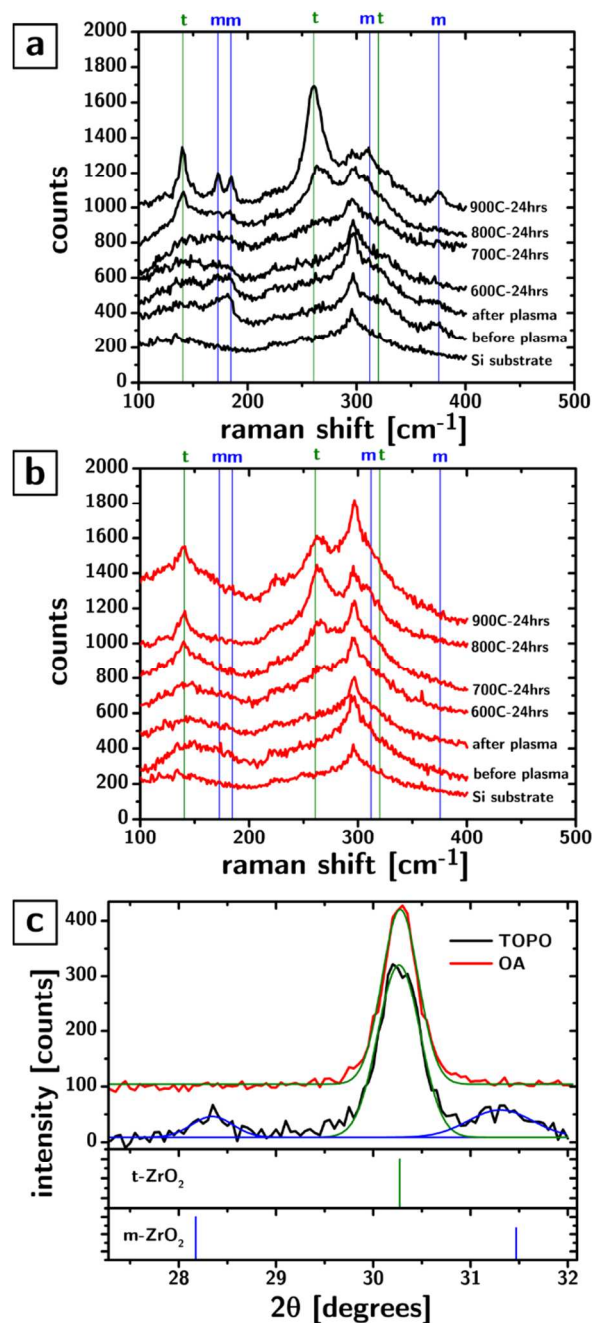 a
t m m t m t m
2000
1800
1600
1400
1200
1000
800
600
400
200
0
counts
900C-24hrs
800C-24hrs
700C-24hrs
600C-24hrs
after plasma
before plasma
Si substrate
100 200 300 400 500
raman shift [cm-1]
b
t m m t m t m
2000
1800
1600
1400
1200
1000
800
600
400
200
0
counts
900C-24hrs
800C-24hrs
700C-24hrs
600C-24hrs
after plasma
before plasma
Si substrate
100 200 300 400 500
raman shift [cm-1]
c
400
300
200
100
0
intensity [counts]
TOPO
OA
t-ZrO2
m-ZrO2
28 29 30 31 32
2θ [degrees]